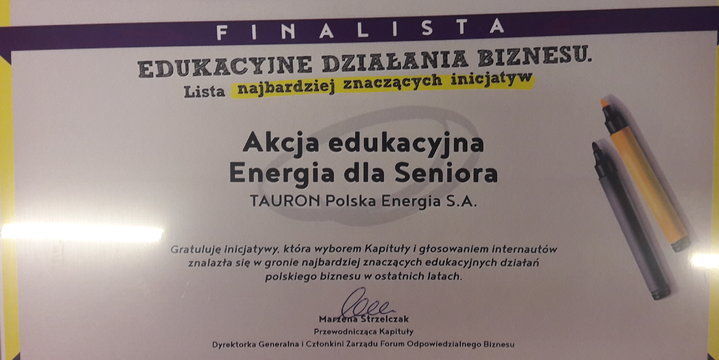 FINALISTA
EDUKACYJNE DZIAŁANIA BIZNESU.
Lista najbardziej znaczących inicjatyw
Akcja edukacyjna
Energia dla Seniora
TAURON Polska Energia S.A.
Gratuluję inicjatywy, która wyborem Kapituły i głosowaniem internautów
znalazła się w gronie najbardziej znaczących edukacyjnych działań
polskiego biznesu w ostatnich latach.
Marzena Strzelczak
Przewodnicząca Kapituły
Dyrektorka Generalna i Członkini Zarządu Forum Odpowiedzialnego Biznesu